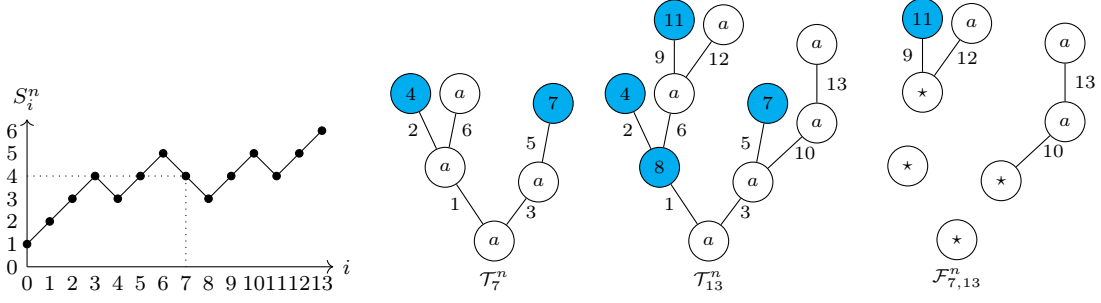 S_i^n
6
5
4
3
2
1
0
0 1 2 3 4 5 6 7 8 9 10 11 12 13 i
4 a 7
2 6 5
a a
1 3
a
𝒯_7^n
11 a
9 12 a
4 a 7 13
2 6 5 a
8 a 10
1 3
a
𝒯_13^n
11 a
9 12 a
⋆ 13
a
⋆ ⋆ 10
⋆
ℱ_{7,13}^n